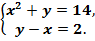 x² + y = 14,
y − x = 2.